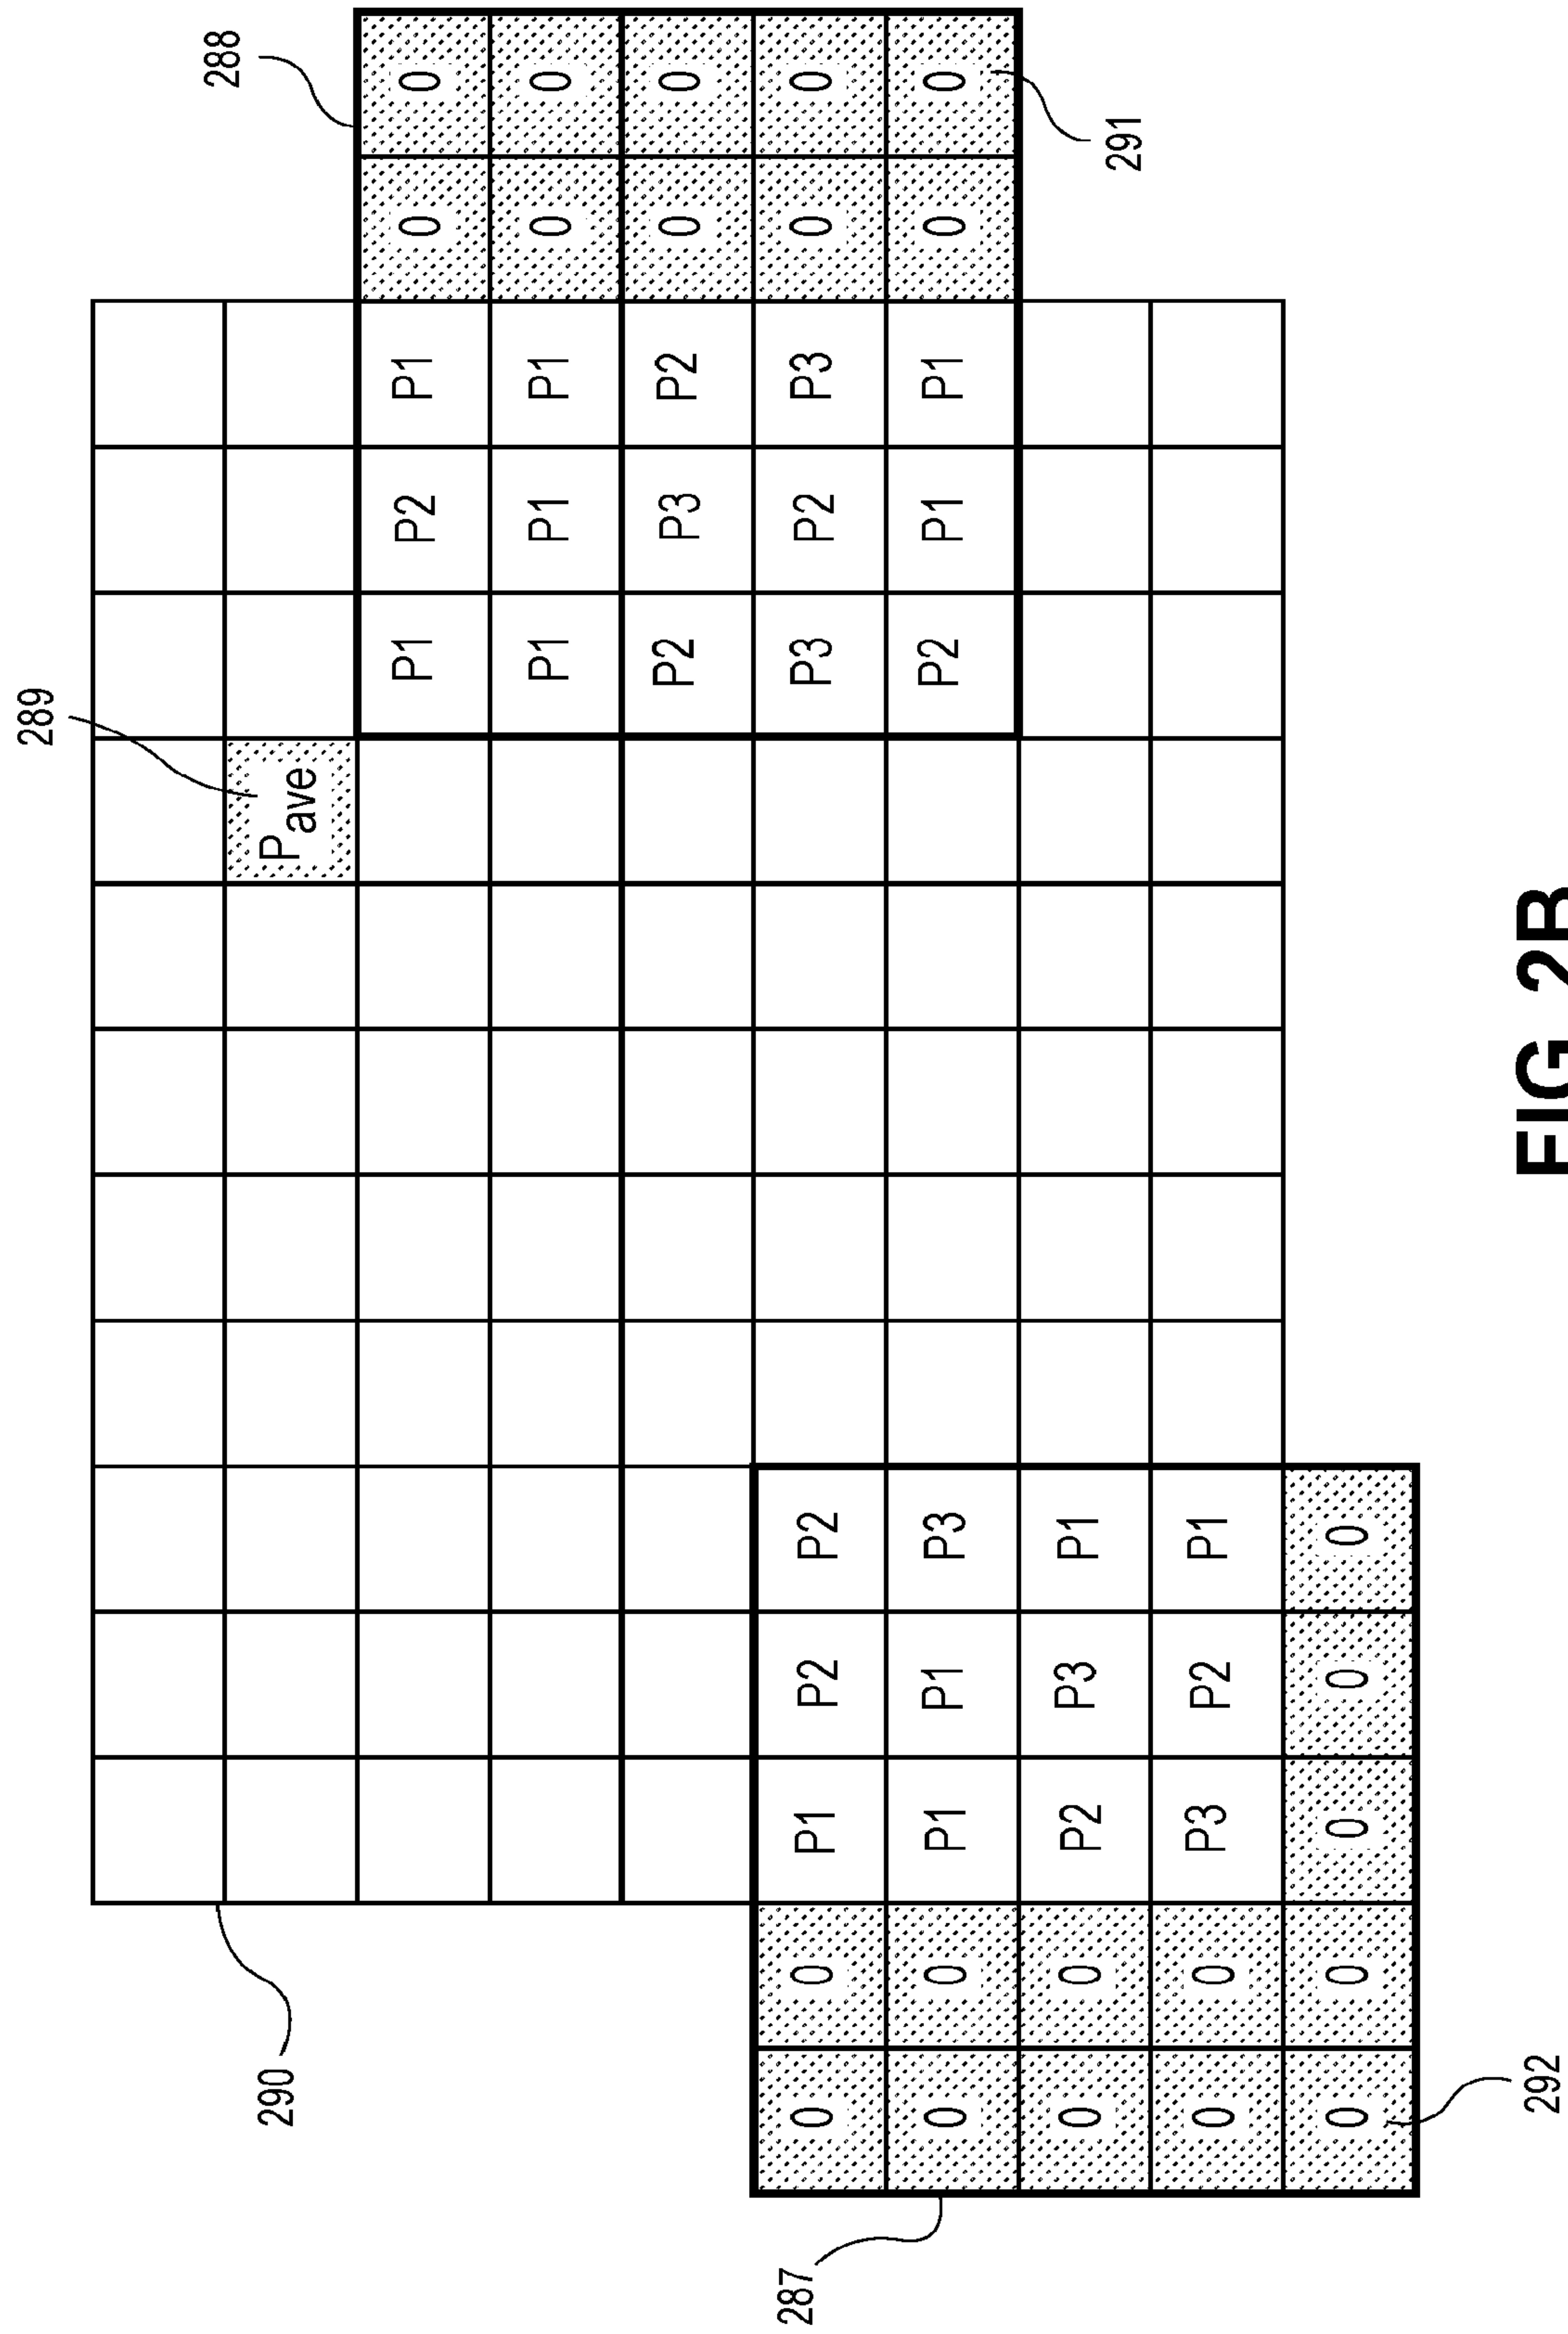 289
288
290 Pave
P1 P2 P1 0 0
P1 P1 P1 0 0
P2 P3 P2 0 0
287 0 0 P1 P2 P2 P3 P2 P3 0 0
0 0 P1 P1 P3 P2 P1 P1 0 0
0 0 P2 P3 P1
291
0 0 P3 P2 P1
0 0 0 0 0
292
FIG 2B